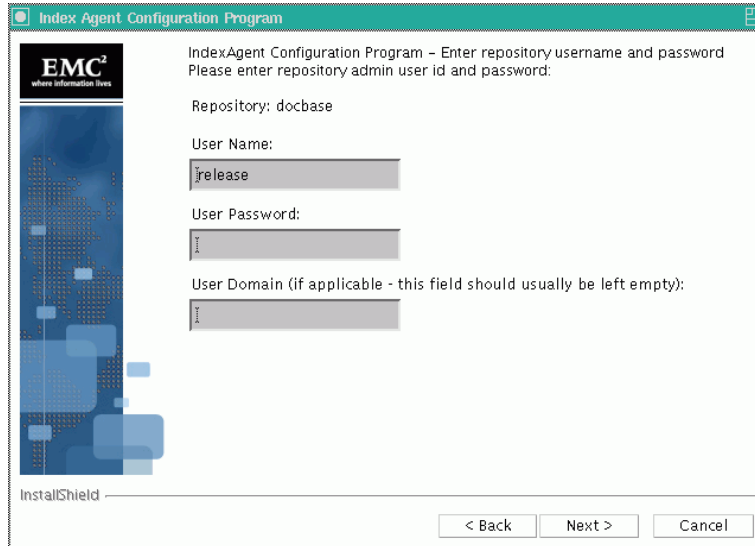 Index Agent Configuration Program
EMC²
where information lives
IndexAgent Configuration Program – Enter repository username and password
Please enter repository admin user id and password:
Repository: docbase
User Name:
release
User Password:
User Domain (if applicable - this field should usually be left empty):
InstallShield
< Back
Next >
Cancel